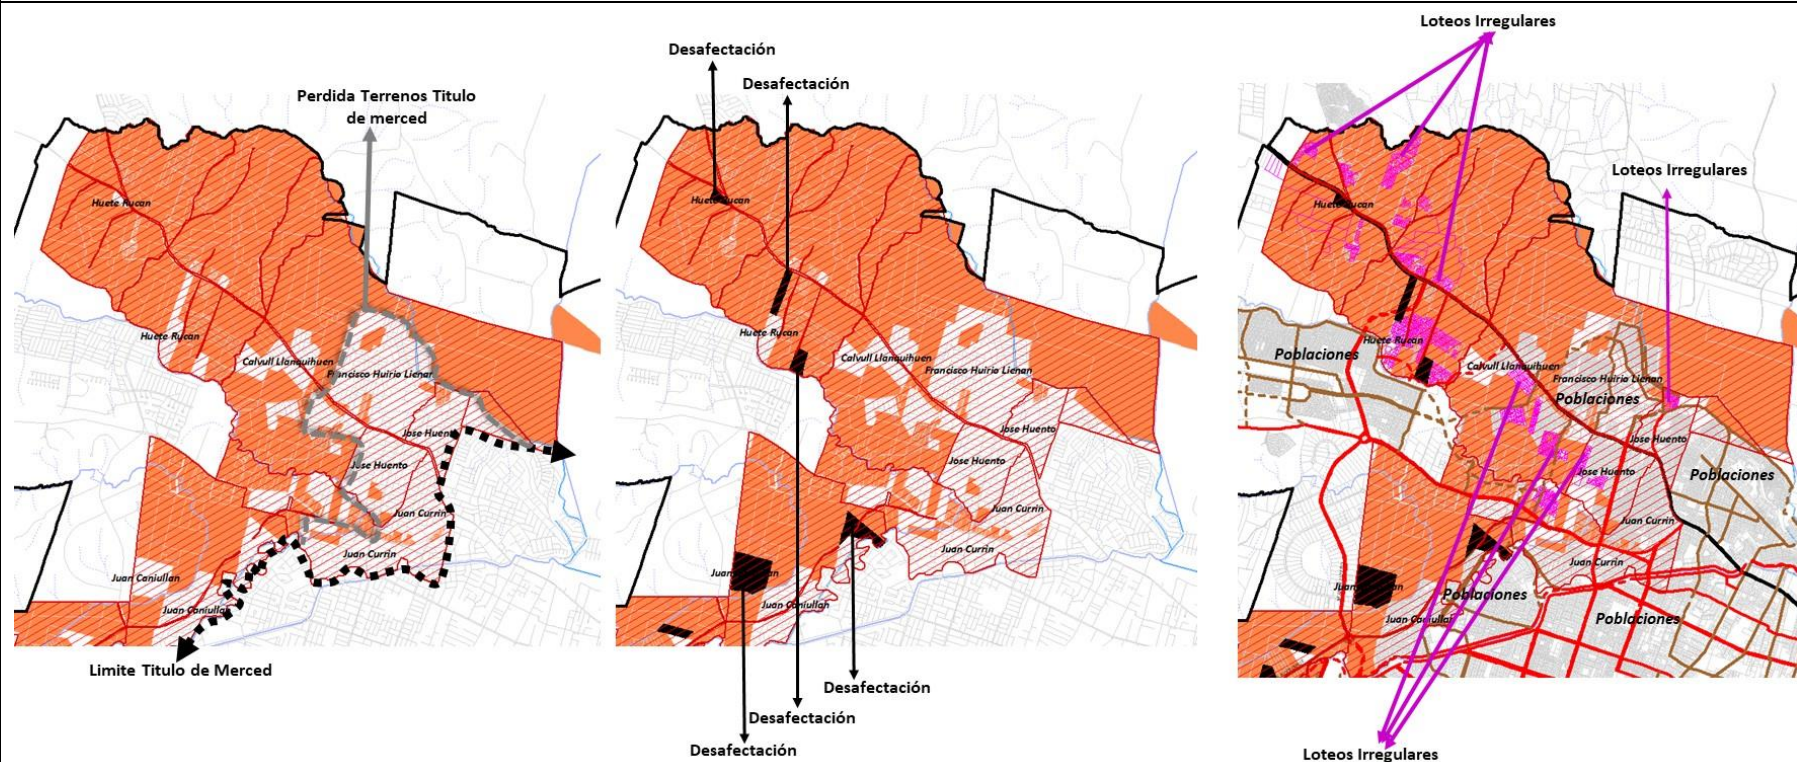 Perdida Terrenos Titulo
de merced
Huete Rucan
Huete Rucan
Calvull Llanquihuen
Francisco Huirio Lienan
Jose Huento
Jose Huento
Juan Currin
Juan Currin
Juan Caniullan
Juan Caniullan
Limite Titulo de Merced
Desafectación
Desafectación
Huete Rucan
Huete Rucan
Calvull Llanquihuen
Francisco Huirio Lienan
Jose Huento
Jose Huento
Juan Currin
Juan Currin
Juan Caniullan
Desafectación
Desafectación
Desafectación
Loteos Irregulares
Loteos Irregulares
Huete Rucan
Huete Rucan
Poblaciones
Calvull Llanquihuen
Francisco Huirio Lienan
Poblaciones
Jose Huento
Jose Huento
Poblaciones
Juan Currin
Juan Currin
Poblaciones
Juan Caniullan
Poblaciones
Loteos Irregulares